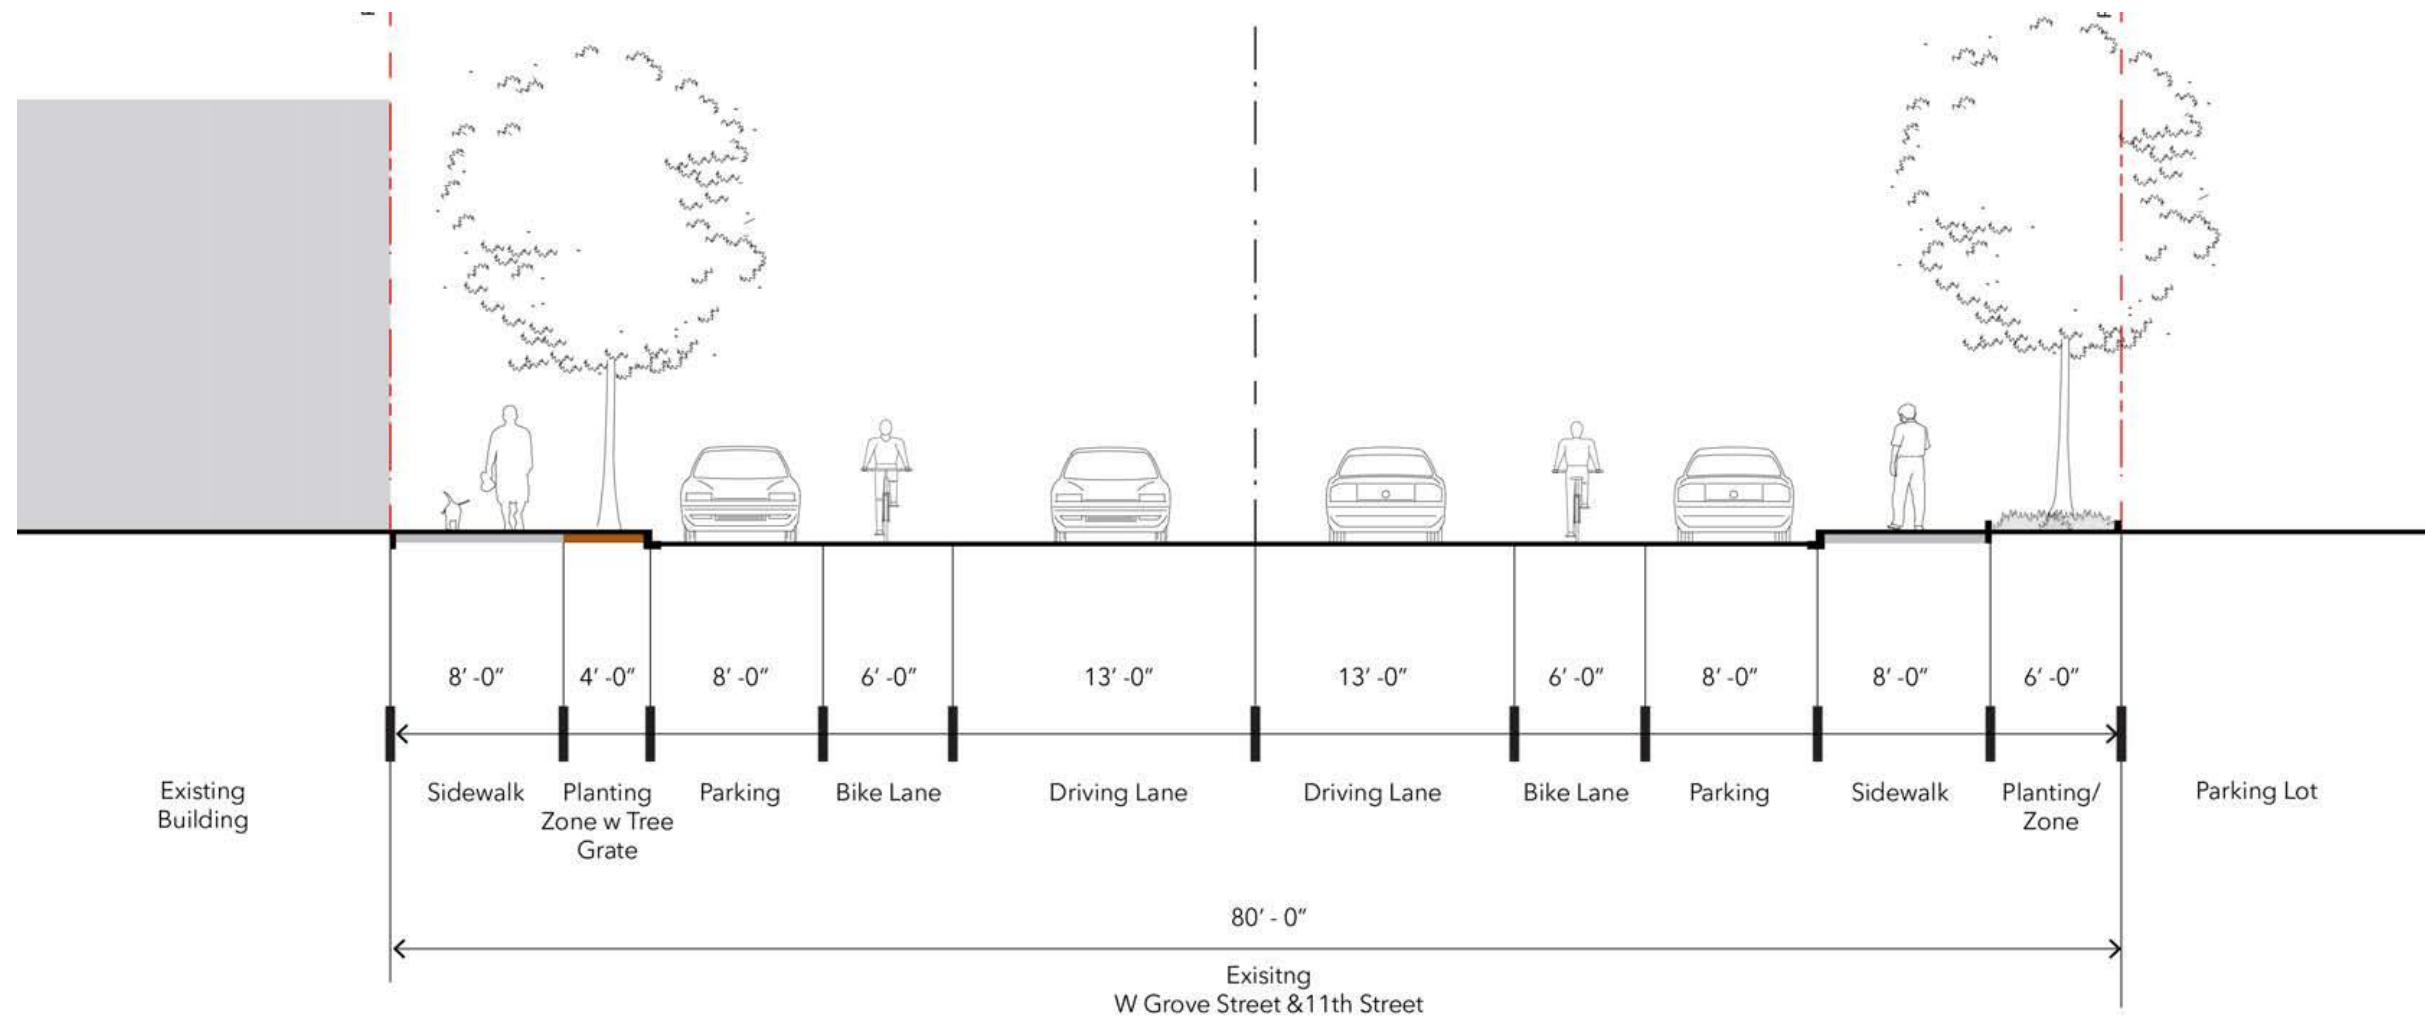 8' -0"
4' -0"
8' -0"
6' -0"
13' -0"
13' -0"
6' -0"
8' -0"
8' -0"
6' -0"
Existing
Building
Sidewalk
Planting
Zone w Tree
Grate
Parking
Bike Lane
Driving Lane
Driving Lane
Bike Lane
Parking
Sidewalk
Planting/
Zone
Parking Lot
80' - 0"
Exisitng
W Grove Street &11th Street